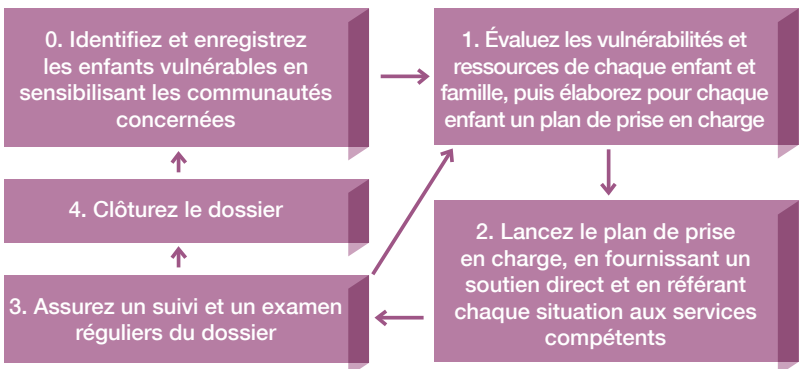 0. Identifiez et enregistrez
les enfants vulnérables en
sensibilisant les communautés
concernées
1. Évaluez les vulnérabilités et
ressources de chaque enfant et
famille, puis élaborez pour chaque
enfant un plan de prise en charge
2. Lancez le plan de prise
en charge, en fournissant un
soutien direct et en référant
chaque situation aux services
compétents
3. Assurez un suivi et un examen
réguliers du dossier
4. Clôturez le dossier